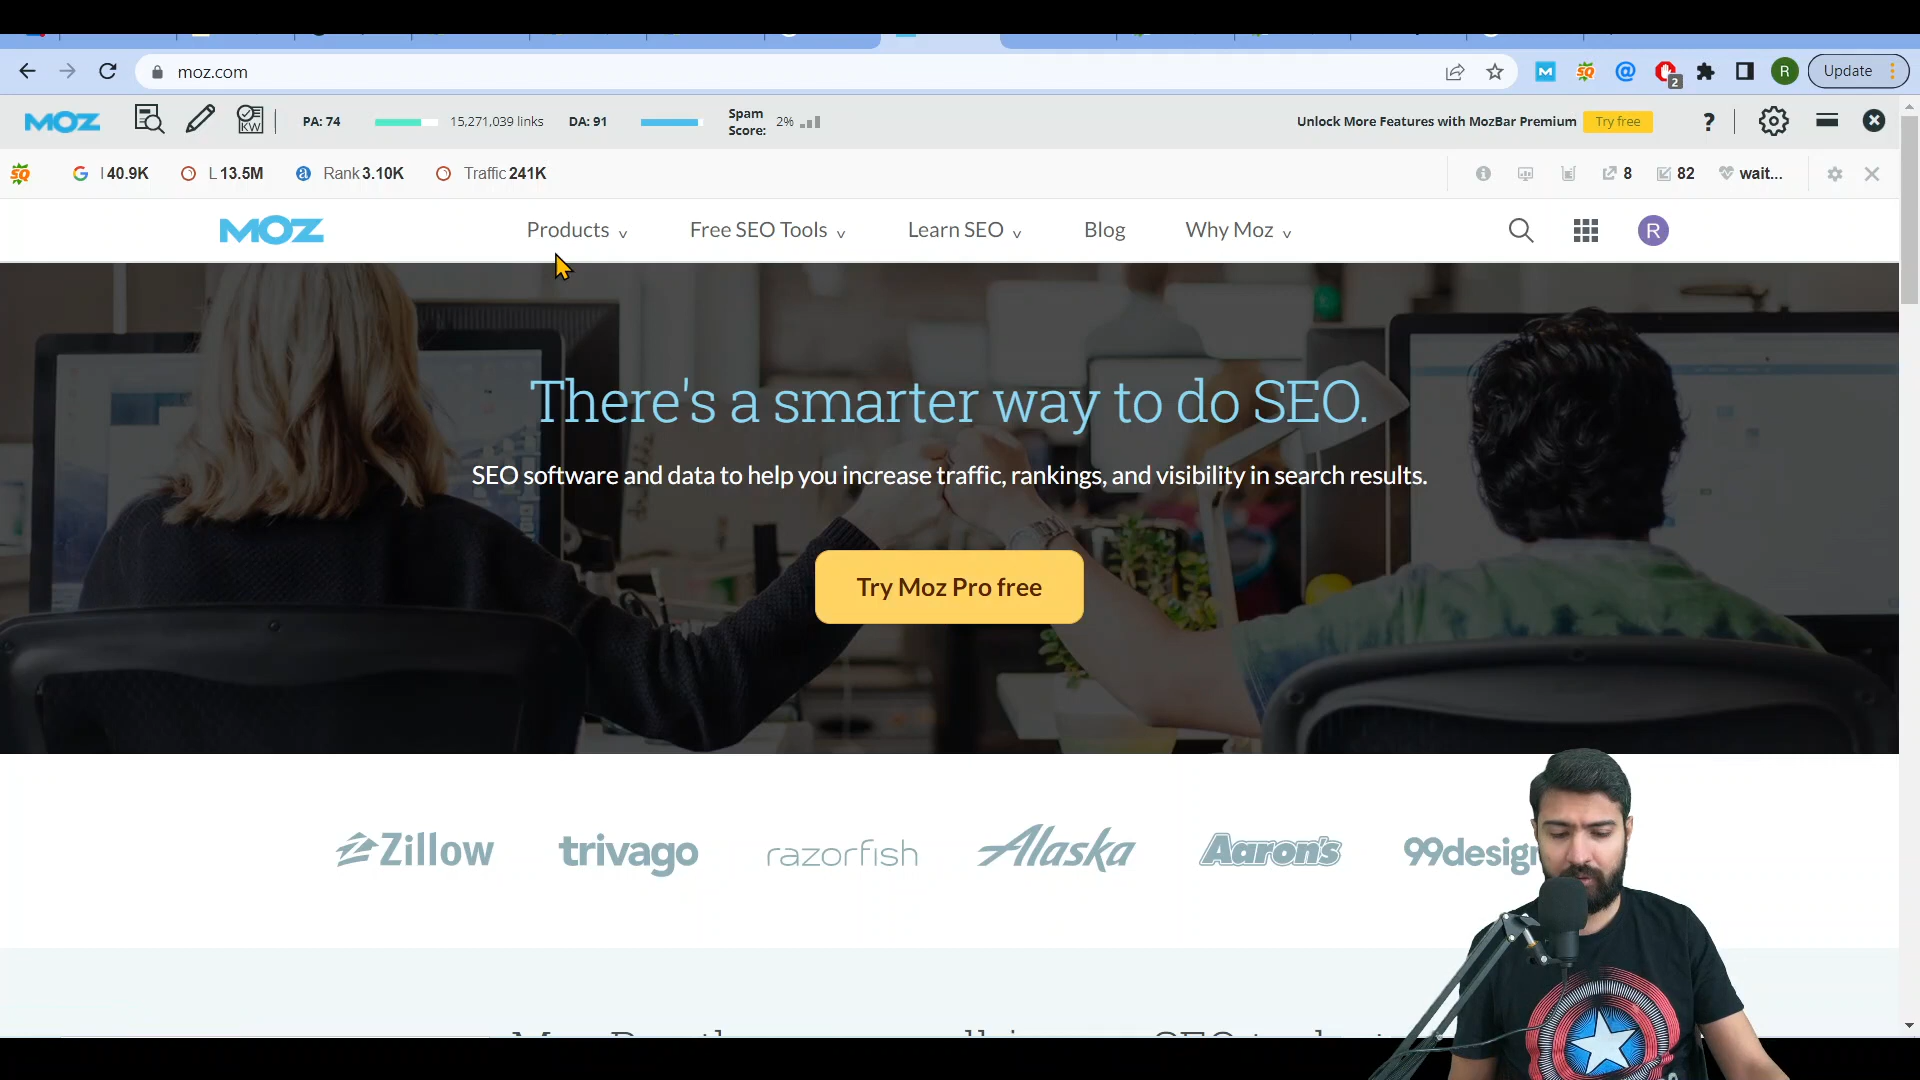 moz.com
2
R
Update
MOZ
KW
PA: 74
15,271,039 links
DA: 91
Spam Score:
2%
Unlock More Features with MozBar Premium
Try free
?
SQ
I 40.9K
L 13.5M
Rank 3.10K
Traffic 241K
8
82
wait...
MOZ
Products
Free SEO Tools
Learn SEO
Blog
Why Moz
R
There's a smarter way to do SEO.
SEO software and data to help you increase traffic, rankings, and visibility in search results.
Try Moz Pro free
Zillow
trivago
razorfish
Alaska
Aaron's